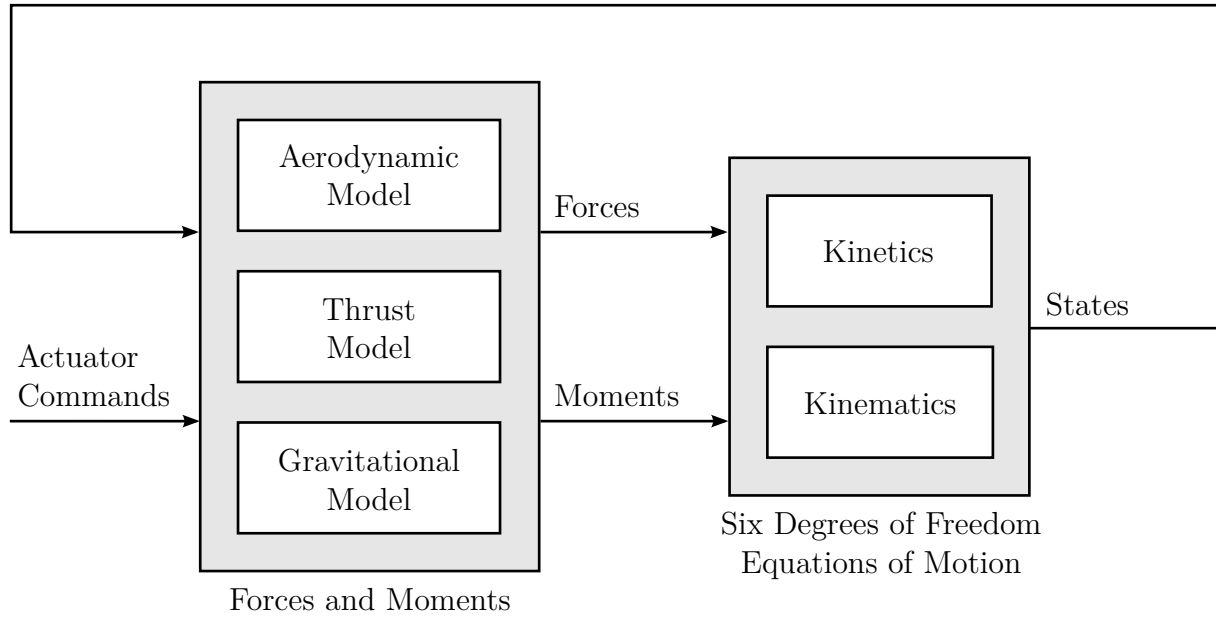 Aerodynamic
Model
Thrust
Model
Gravitational
Model
Forces and Moments
Actuator
Commands
Forces
Moments
Kinetics
Kinematics
Six Degrees of Freedom
Equations of Motion
States